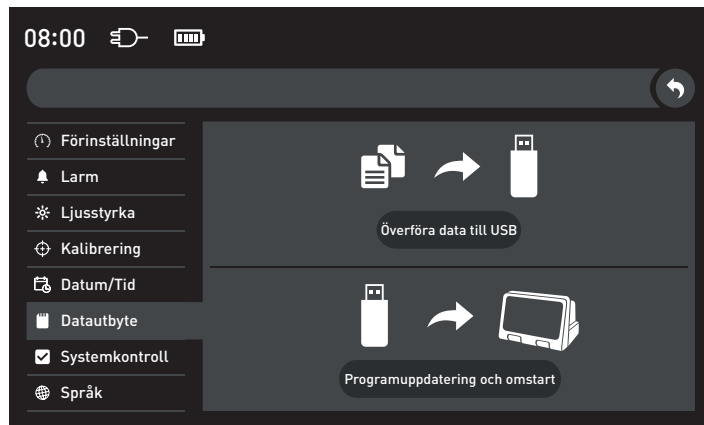 08:00
Förinställningar
Larm
Ljusstyrka
Kalibrering
Datum/Tid
Datautbyte
Systemkontroll
Språk
Överföra data till USB
Programuppdatering och omstart